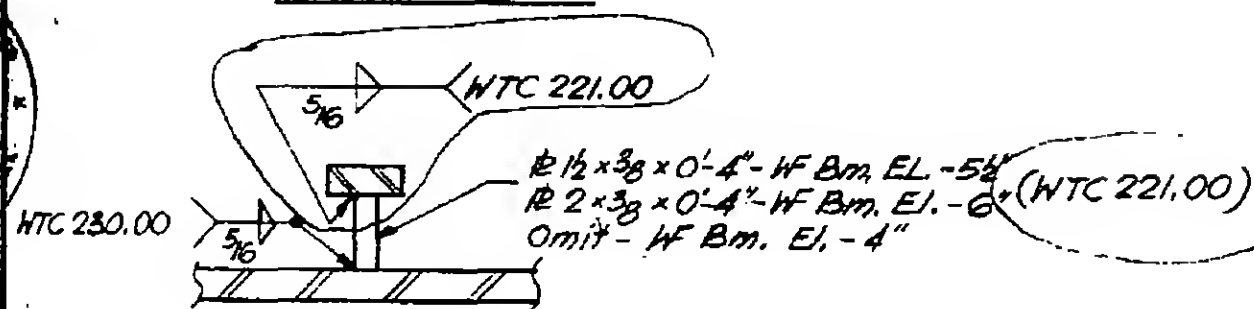 5/16
WTC 221.00
℄ 1½ x 3/8 x 0'-4" - WF Bm. EL. -5½"
℄ 2 x 3/8 x 0'-4" - WF Bm. El. -6"
(WTC 221.00)
Omit - WF Bm. El. -4"
WTC 230.00
5/16